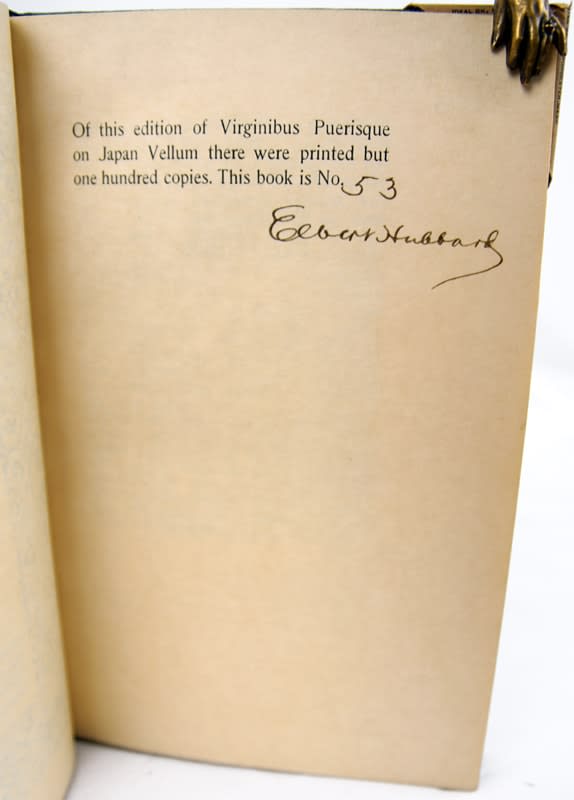 Of this edition of Virginibus Puerisque
on Japan Vellum there were printed but
one hundred copies. This book is No. 53
Elbert Hubbard